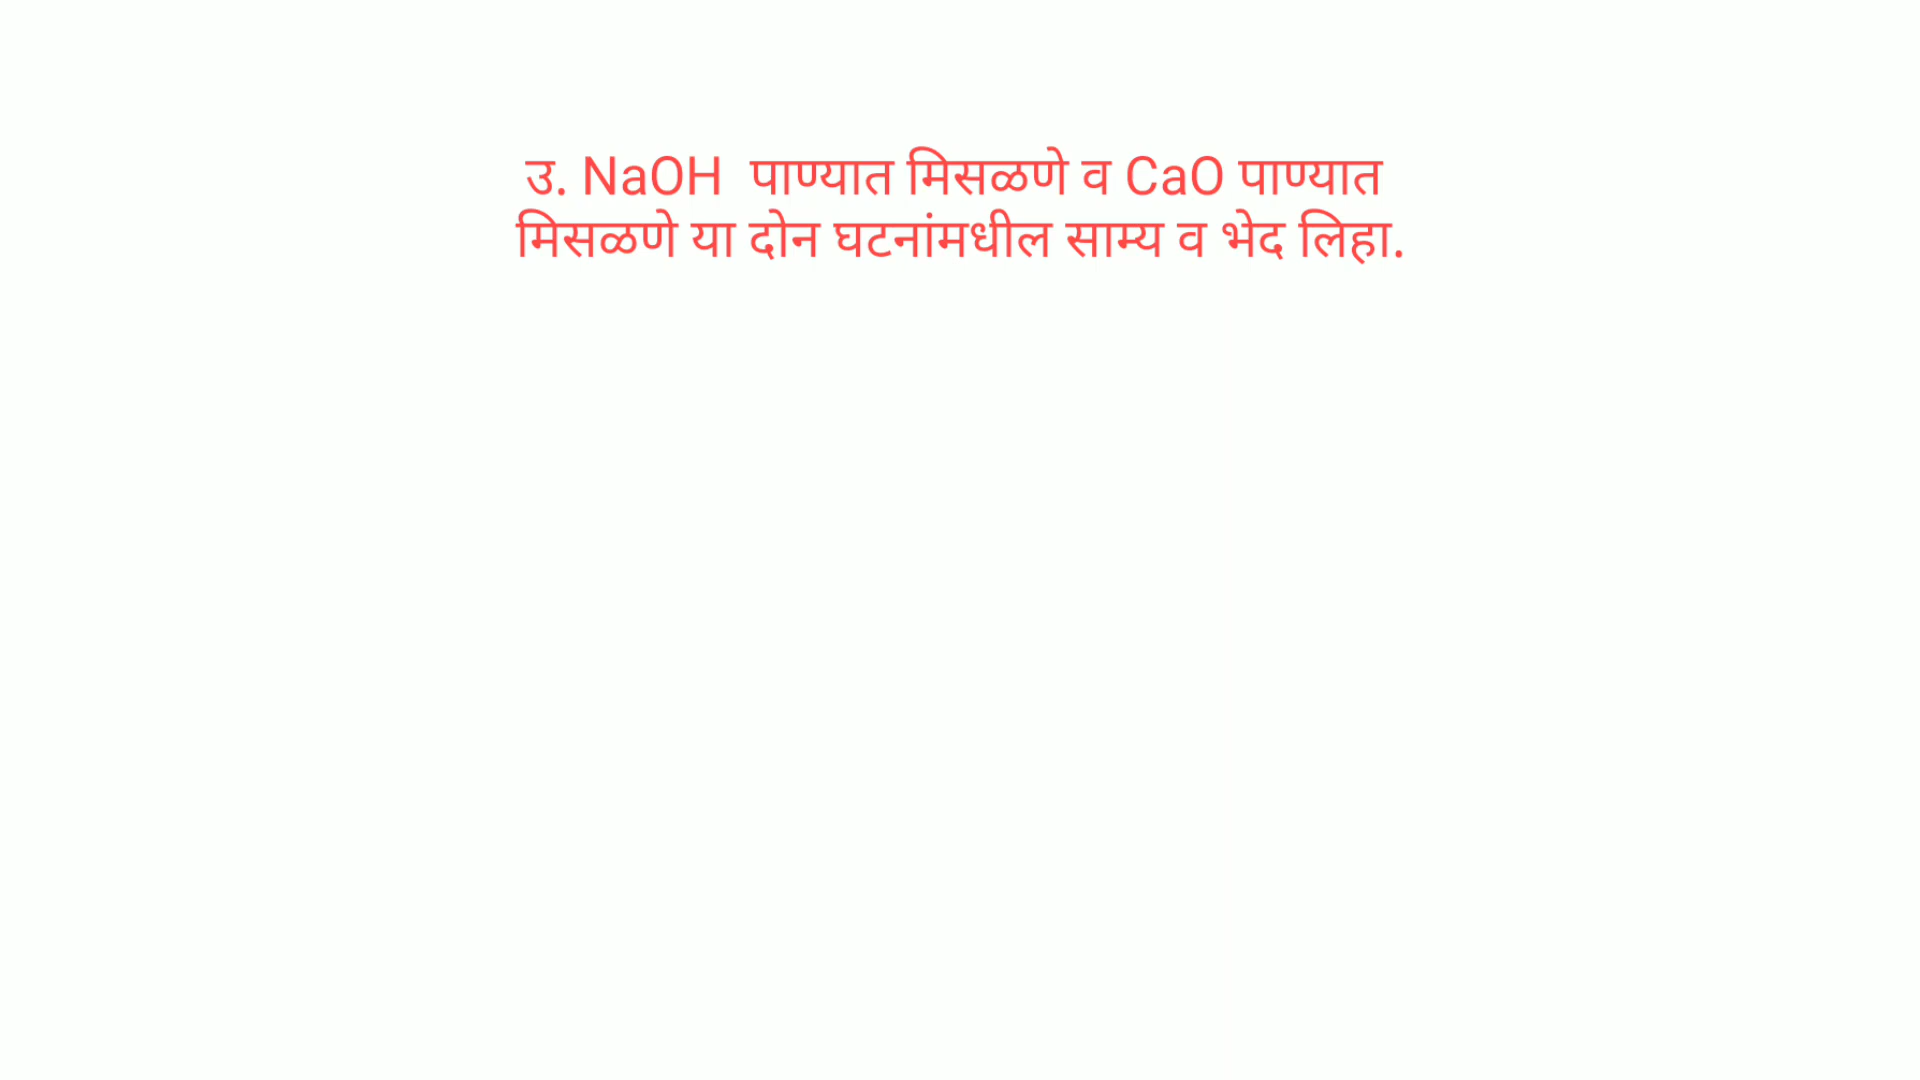 उ. NaOH  पाण्यात मिसळणे व CaO पाण्यात
मिसळणे या दोन घटनांमधील साम्य व भेद लिहा.